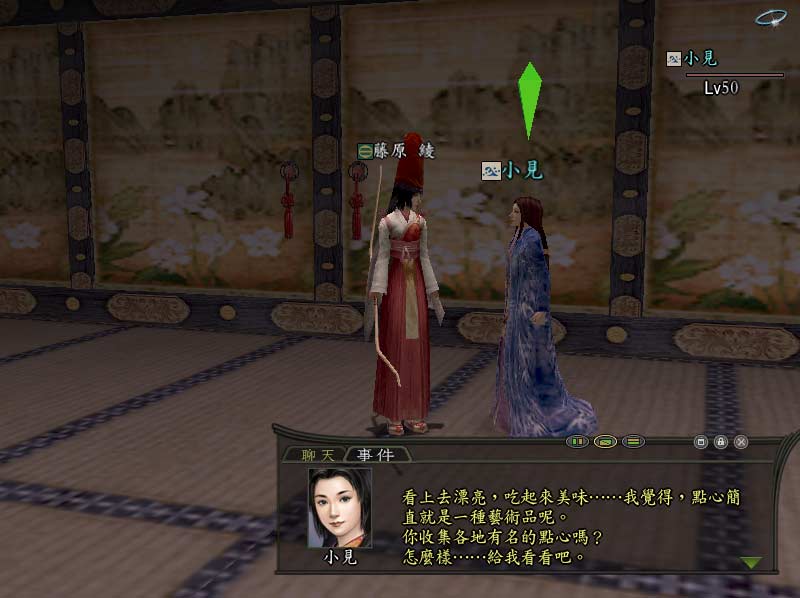 小見
Lv50
藤原 綾
小見
聊天 事件
看上去漂亮，吃起來美味……我覺得，點心簡
直就是一種藝術品呢。
你收集各地有名的點心嗎？
怎麼樣……給我看看吧。
小見